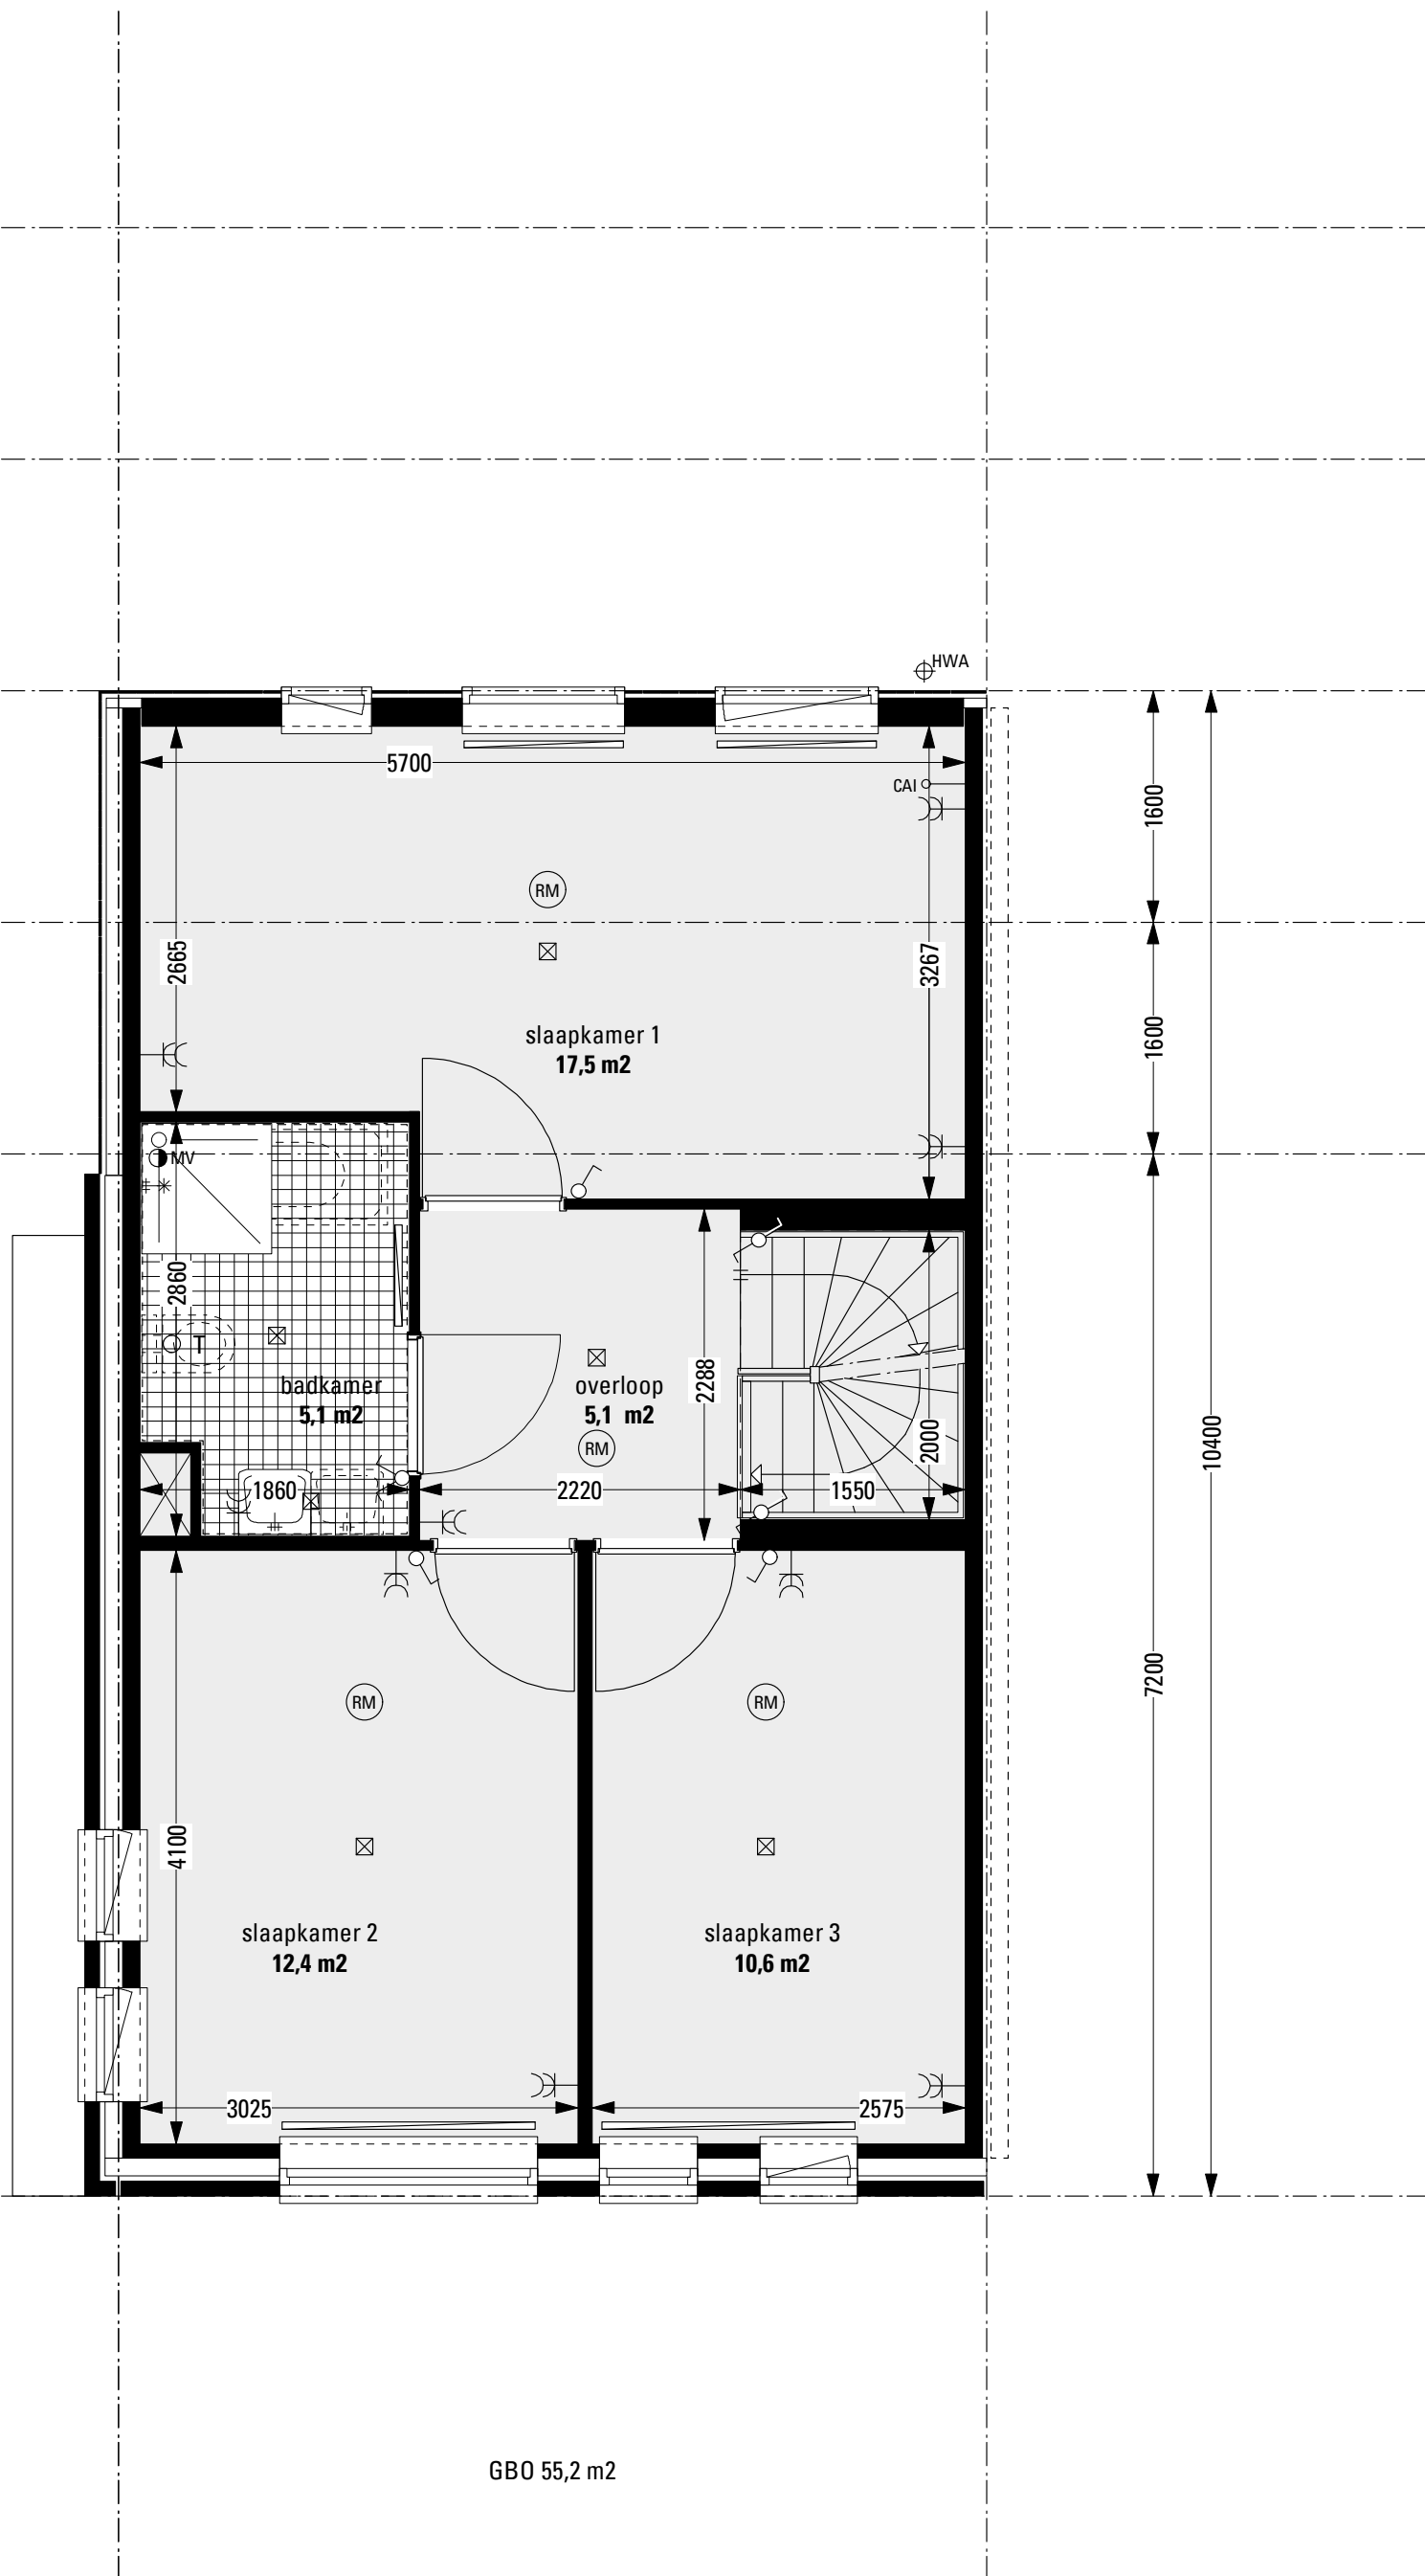 HWA
5700
CAI
1600
RM
2665
3267
slaapkamer 1
17,5 m2
1600
MV
2860
T
badkamer
5,1 m2
overloop
5,1 m2
2288
RM
2000
10400
1860
2220
1550
7200
RM
RM
4100
slaapkamer 2
12,4 m2
slaapkamer 3
10,6 m2
3025
2575
GBO 55,2 m2